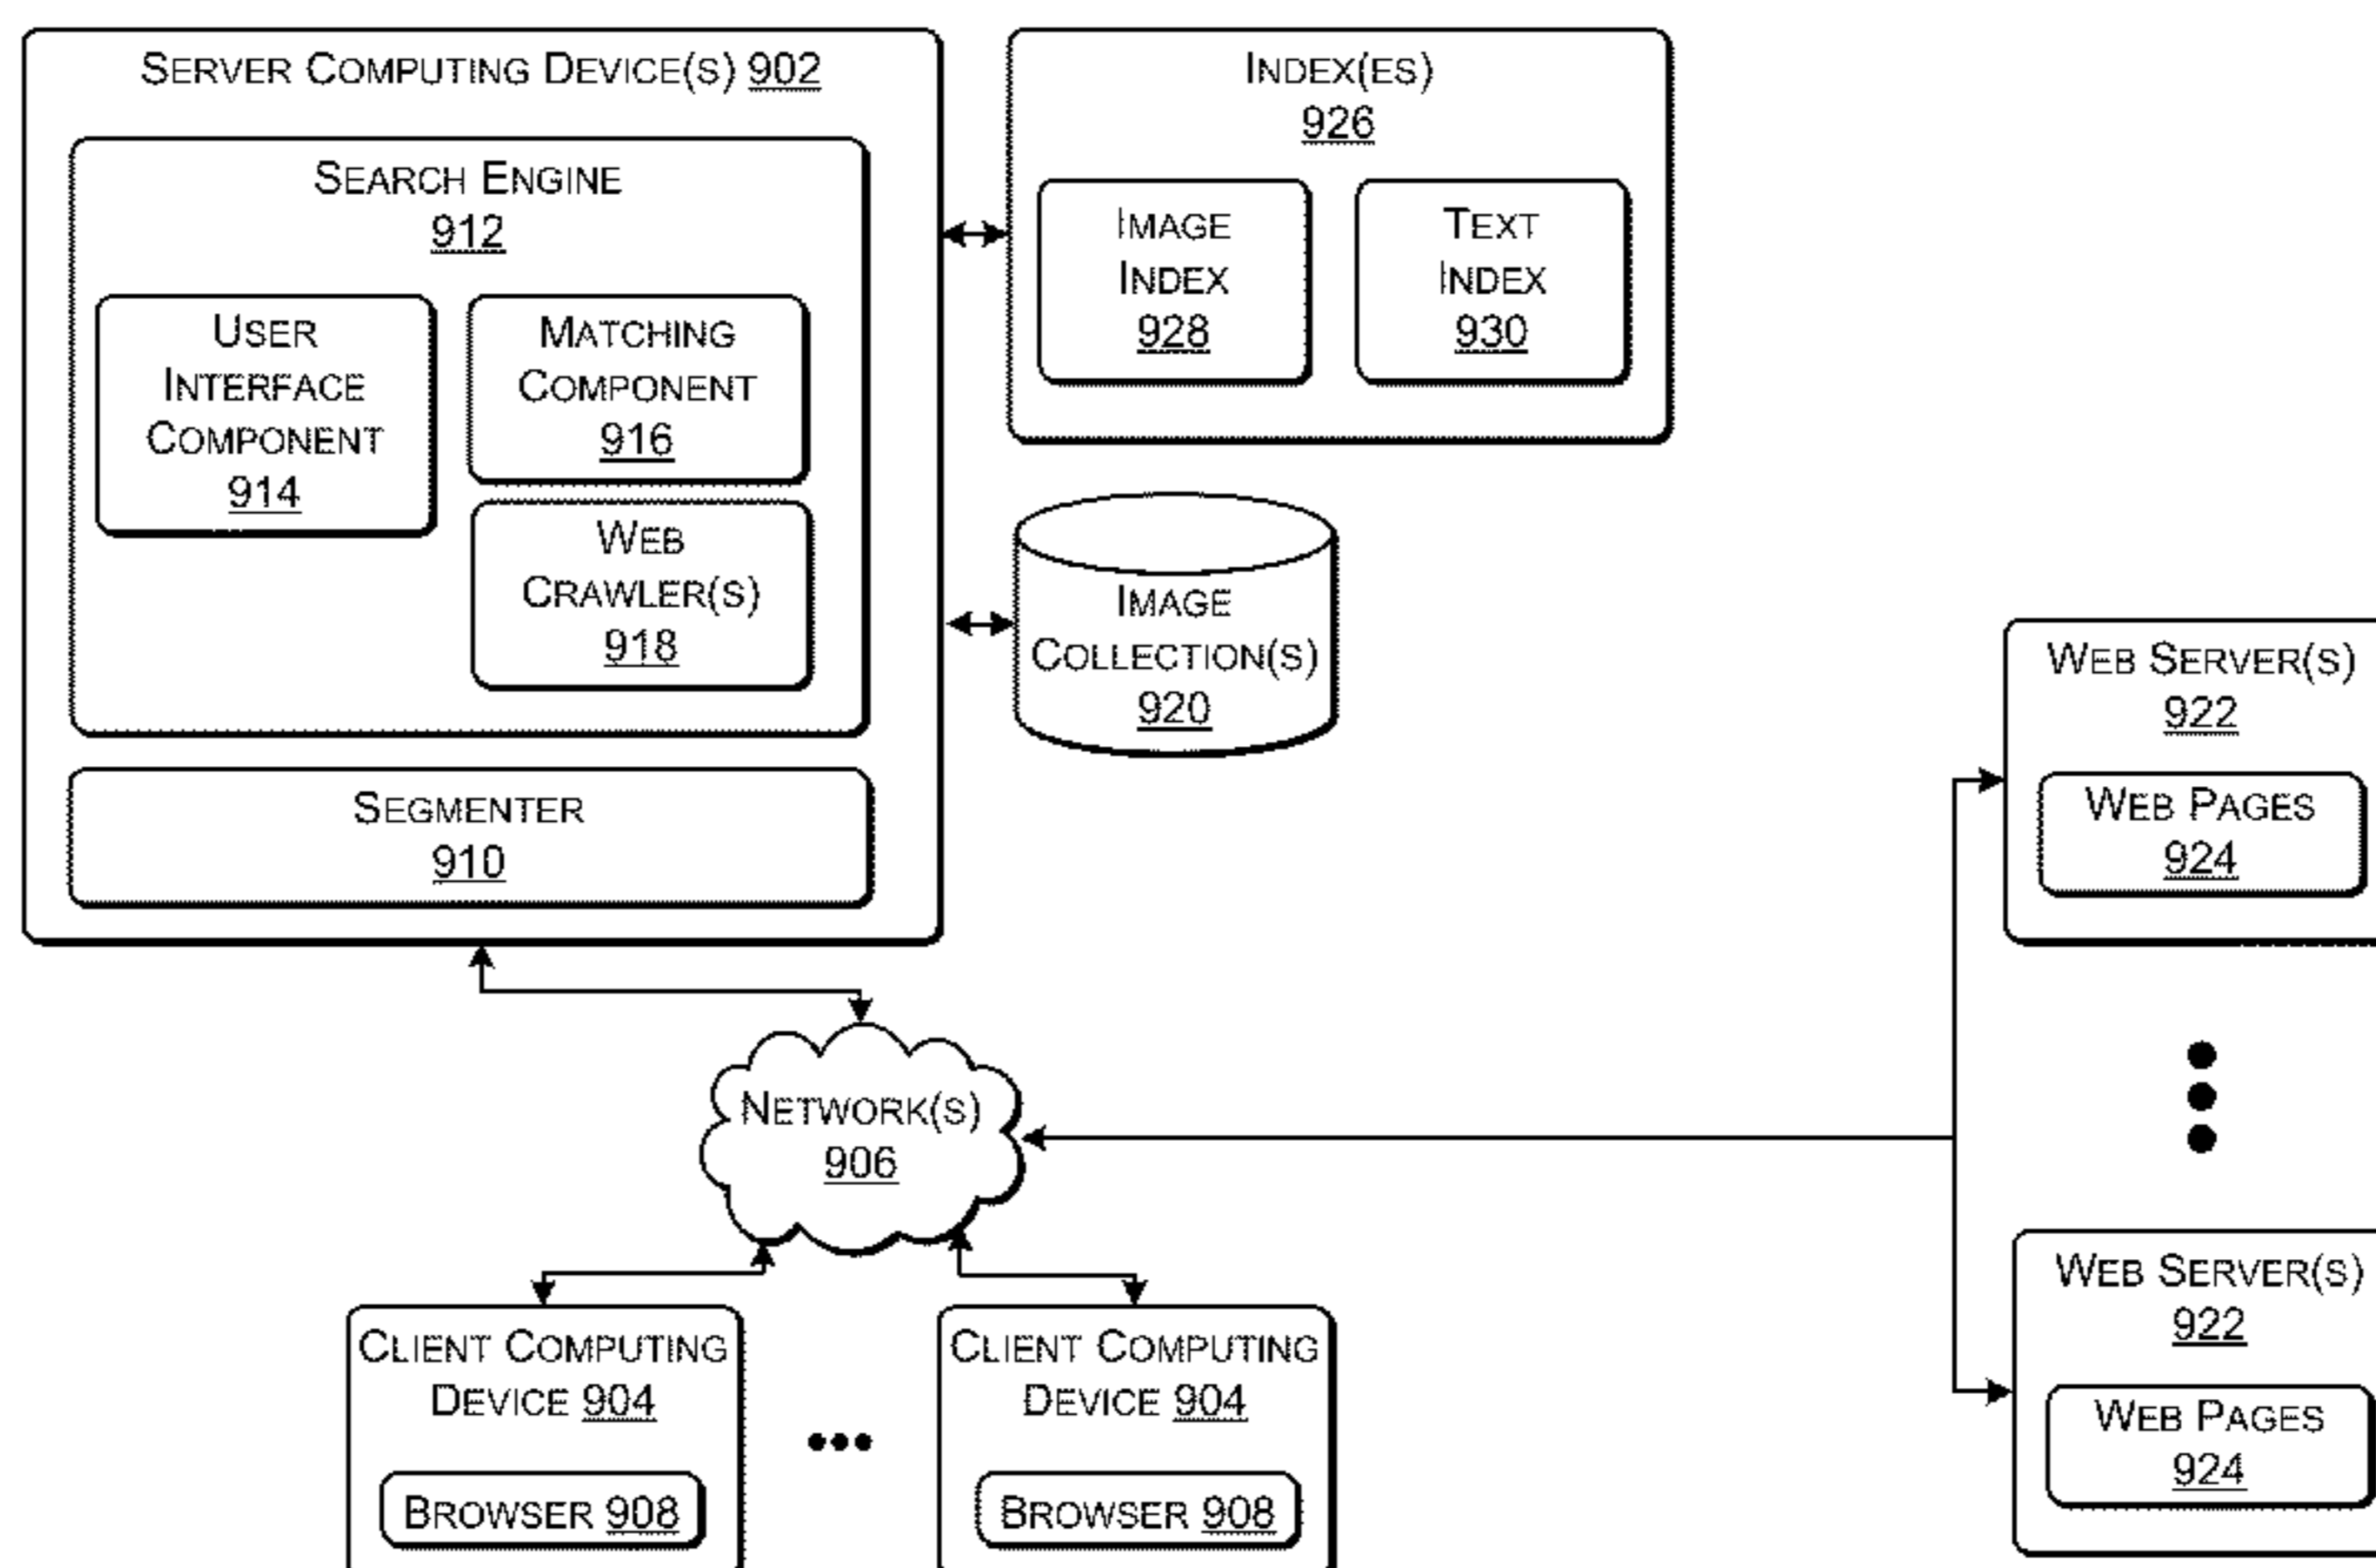 SERVER COMPUTING DEVICE(S) 902
SEARCH ENGINE
912
USER
INTERFACE
COMPONENT
914
MATCHING
COMPONENT
916
WEB
CRAWLER(S)
918
SEGMENTER
910
INDEX(ES)
926
IMAGE
INDEX
928
TEXT
INDEX
930
IMAGE
COLLECTION(S)
920
WEB SERVER(S)
922
WEB PAGES
924
NETWORK(S)
906
WEB SERVER(S)
922
WEB PAGES
924
CLIENT COMPUTING
DEVICE 904
BROWSER 908
CLIENT COMPUTING
DEVICE 904
BROWSER 908